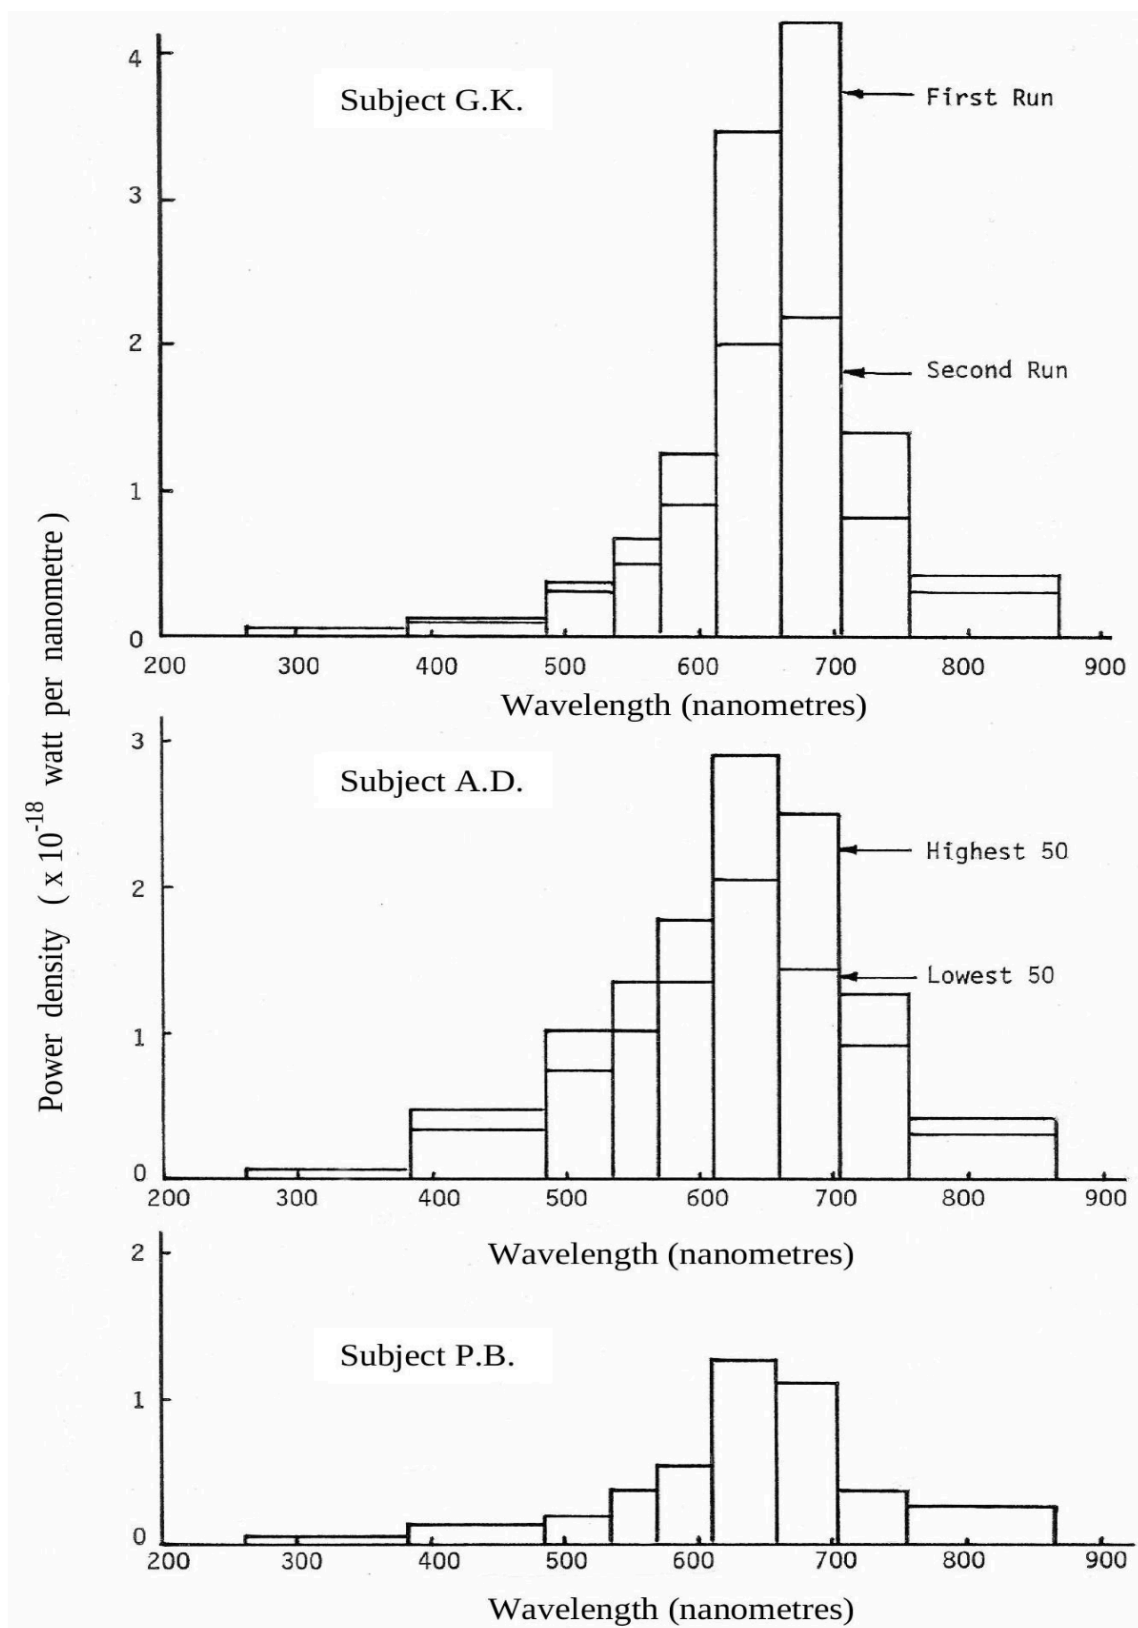 4
Subject G.K.
First Run
3
2
Second Run
1
0
200 300 400 500 600 700 800 900
Wavelength (nanometres)
Power density ( x 10-18 watt per nanometre )
3
Subject A.D.
Highest 50
2
Lowest 50
1
0
200 300 400 500 600 700 800 900
Wavelength (nanometres)
2
Subject P.B.
1
0
200 300 400 500 600 700 800 900
Wavelength (nanometres)